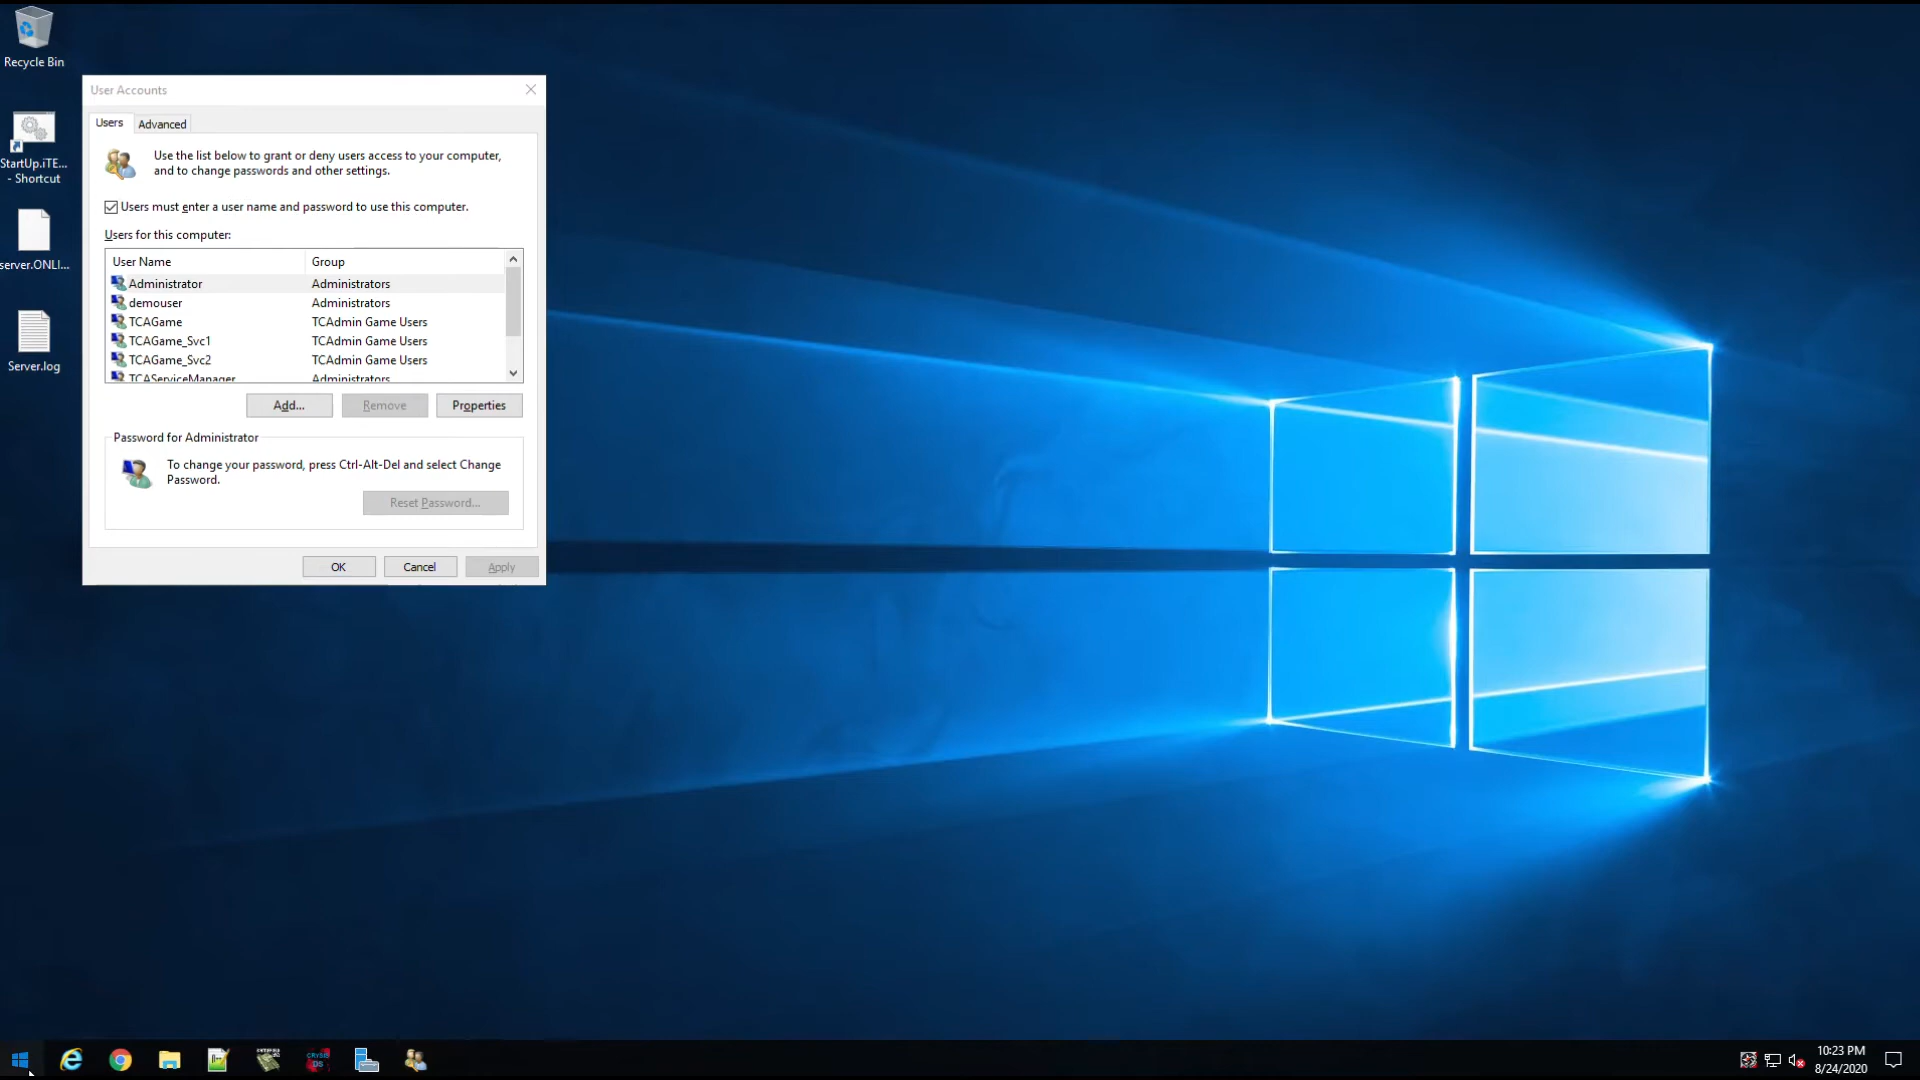 Recycle Bin
StartUp.iTE...
- Shortcut
server.ONLI...
Server.log
User Accounts
Users
Advanced
Use the list below to grant or deny users access to your computer,
and to change passwords and other settings.
Users must enter a user name and password to use this computer.
Users for this computer:
User Name Group
Administrator Administrators
demouser Administrators
TCAGame TCAdmin Game Users
TCAGame_Svc1 TCAdmin Game Users
TCAGame_Svc2 TCAdmin Game Users
TCAServiceManager Administrators
Add...
Remove
Properties
Password for Administrator
To change your password, press Ctrl-Alt-Del and select Change
Password.
Reset Password...
OK
Cancel
Apply
CRYSIS
DS
10:23 PM
8/24/2020